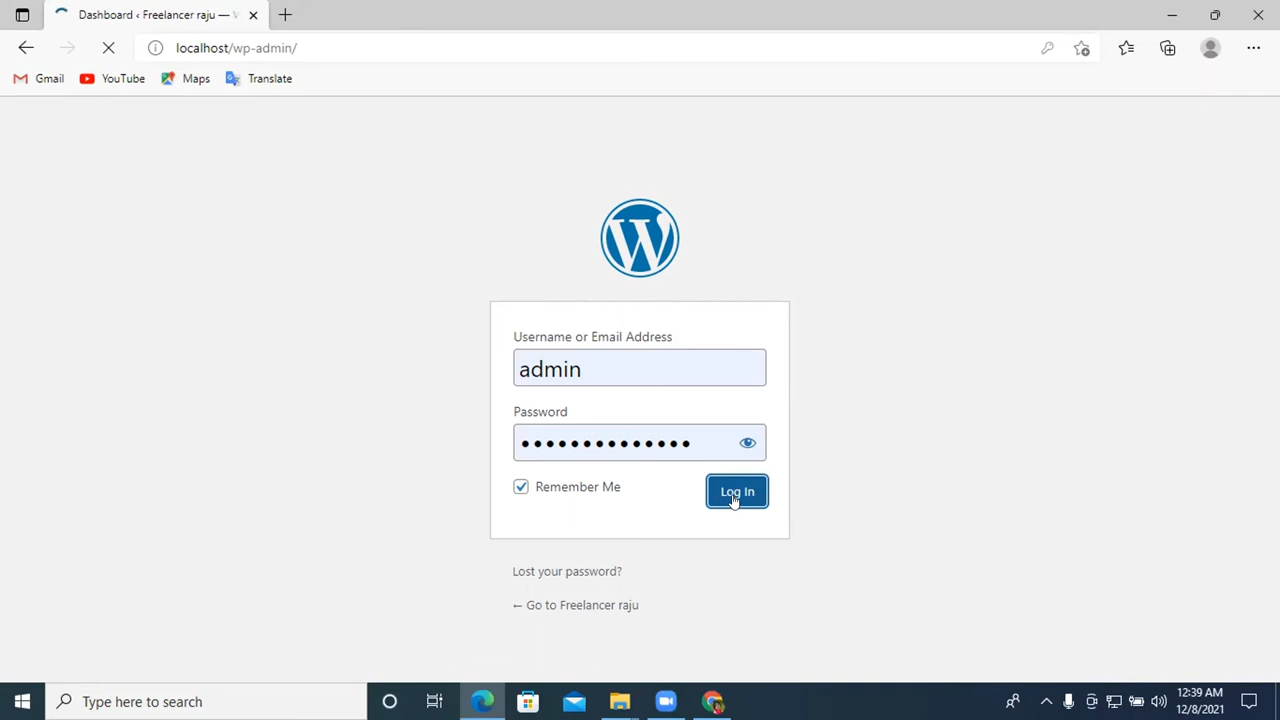 Dashboard ‹ Freelancer raju — W
localhost/wp-admin/
Gmail YouTube Maps Translate
Username or Email Address
admin
Password
Remember Me
Log In
Lost your password?
← Go to Freelancer raju
Type here to search
12:39 AM
12/8/2021